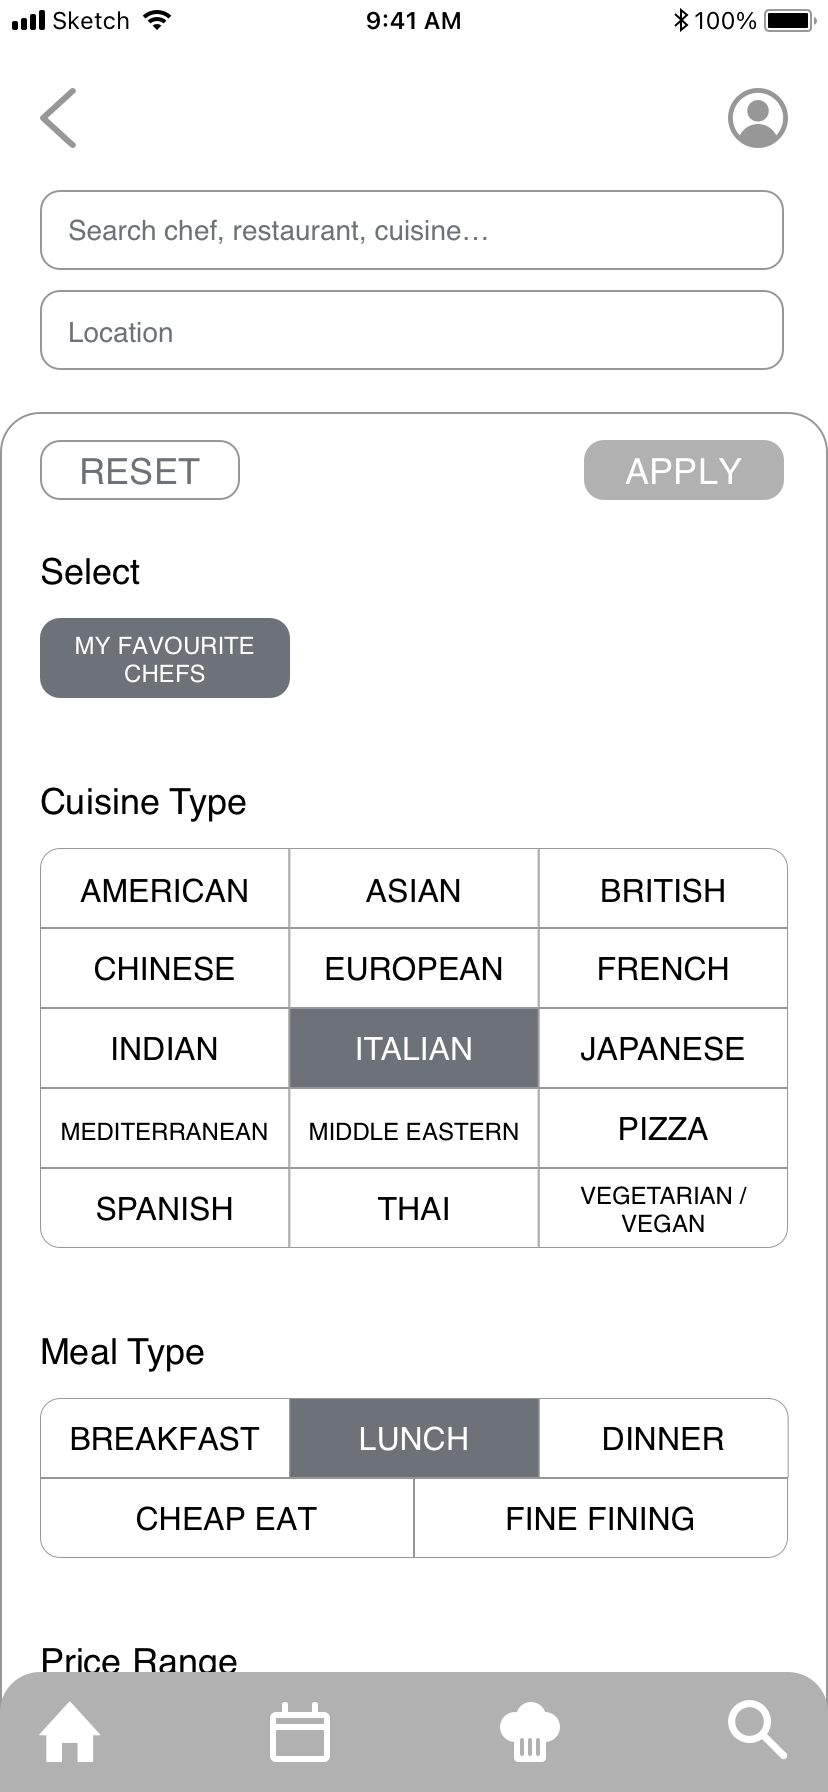 Sketch 9:41 AM 100%
Search chef, restaurant, cuisine...
Location
RESET APPLY
Select
MY FAVOURITE
CHEFS
Cuisine Type
AMERICAN ASIAN BRITISH
CHINESE EUROPEAN FRENCH
INDIAN ITALIAN JAPANESE
MEDITERRANEAN MIDDLE EASTERN PIZZA
SPANISH THAI VEGETARIAN /
VEGAN
Meal Type
BREAKFAST LUNCH DINNER
CHEAP EAT FINE FINING
Price Range